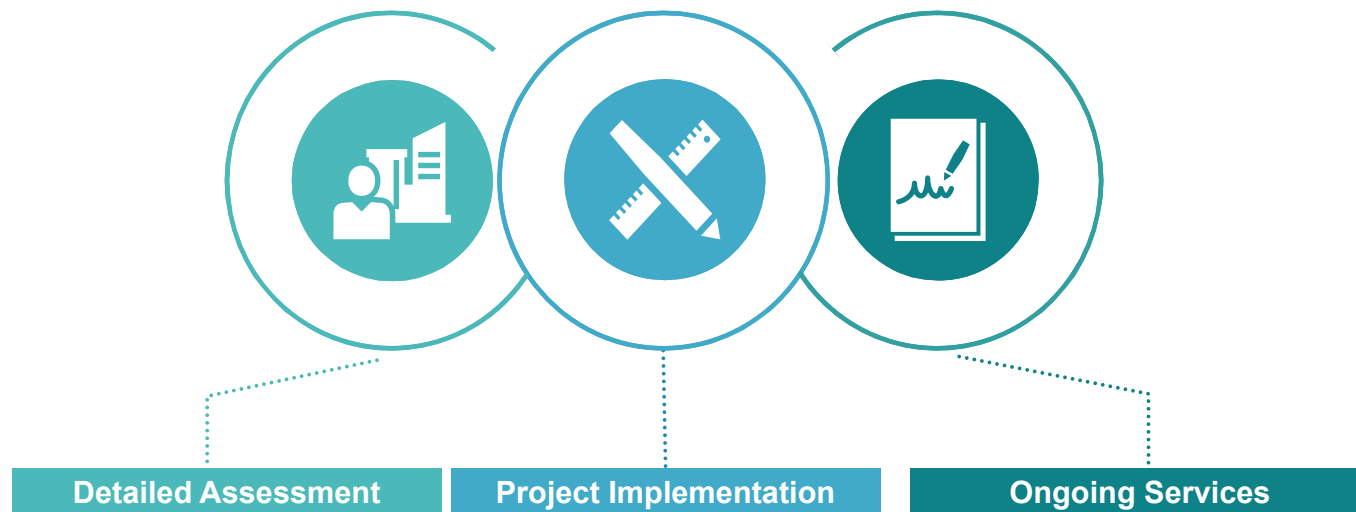 Detailed Assessment
Project Implementation
Ongoing Services